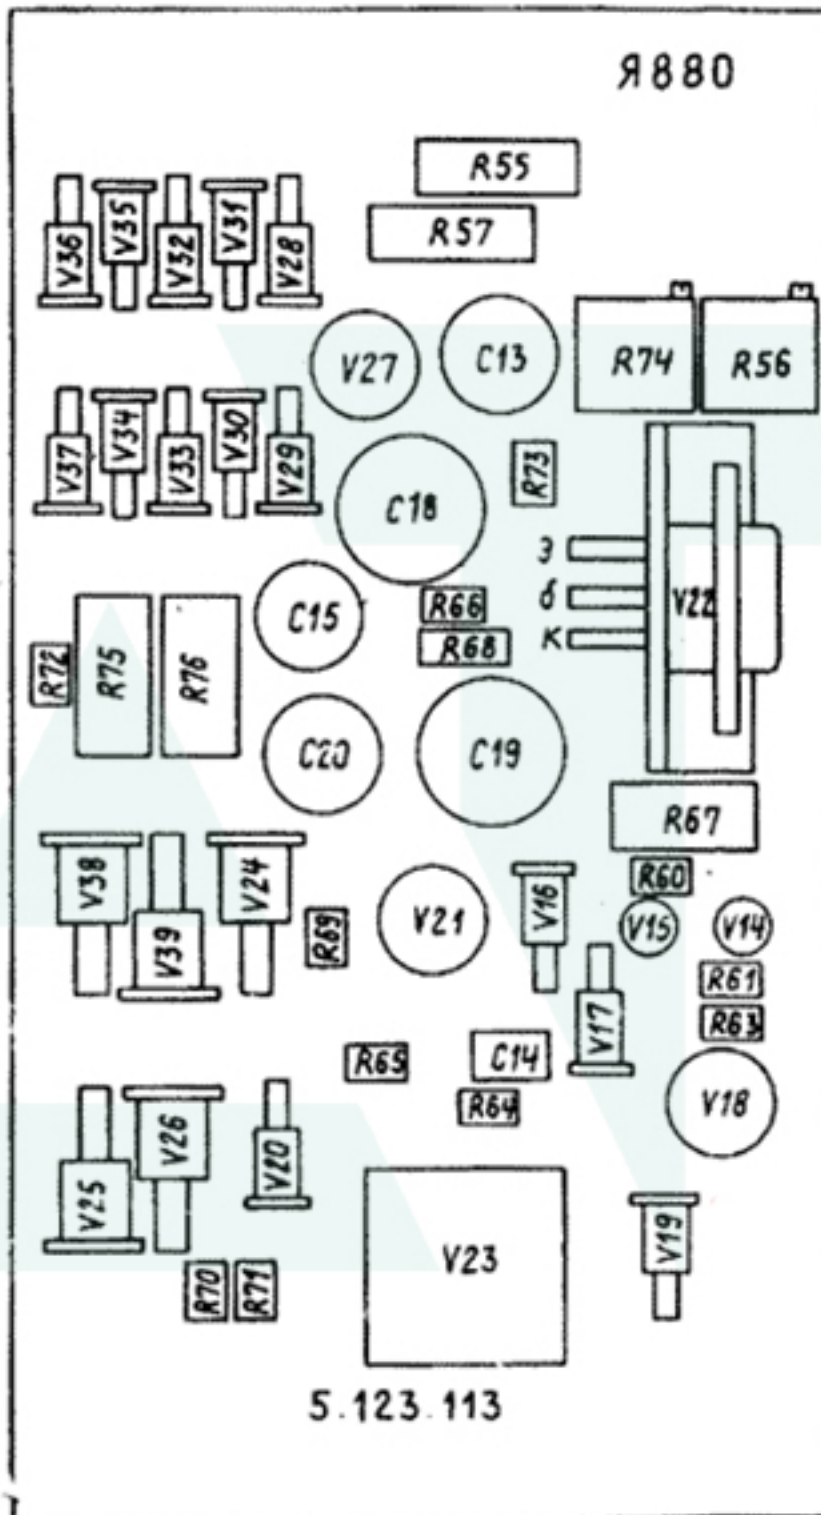 Я880
R55
R57
V36 V35 V32 V31 V28
V27 C13 R74 R56
V37 V34 V33 V30 V29
C18 R73
э
б
к
V22
C15 R66
R68
R72 R75 R76
C20 C19
R67
V38 V39 V24
R69 V21 V16 R60
V15 V14
R61
R63
V17
R65 C14
R64
V18
V25 V26 V20
V23 V19
R70 R71
5.123.113